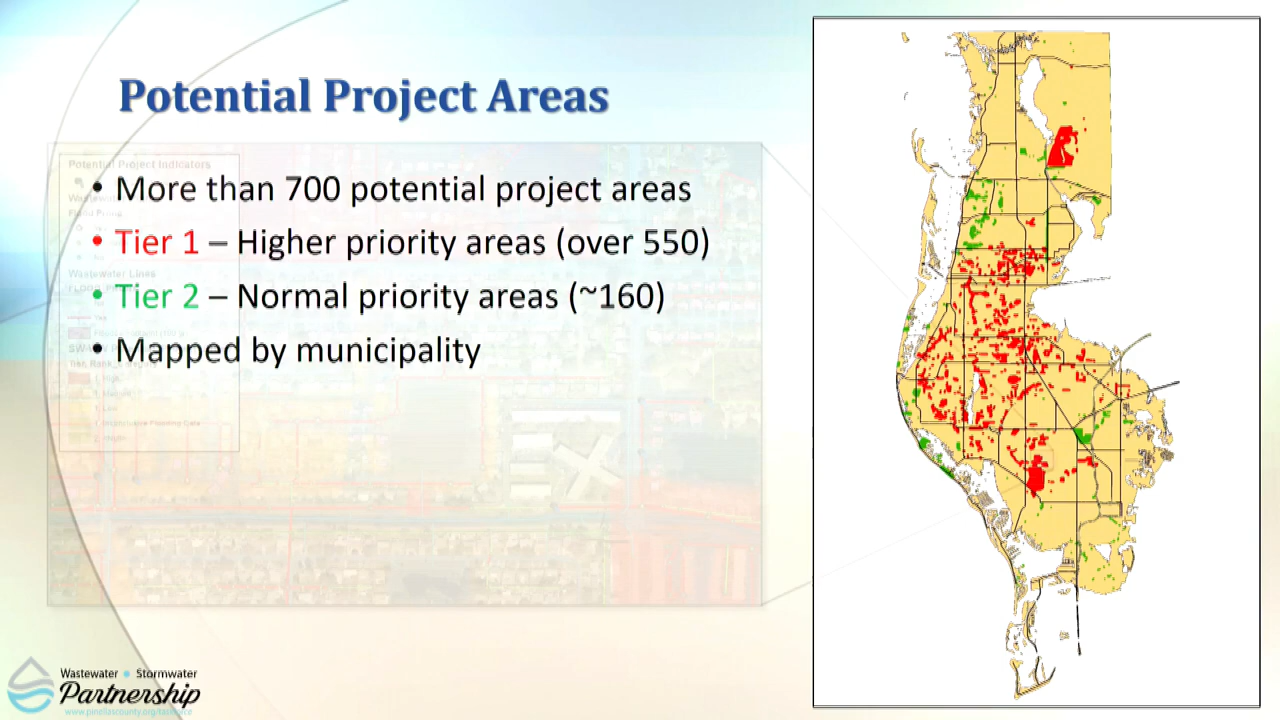 Potential Project Areas
Potential Project Indicators
• More than 700 potential project areas
• Tier 1 – Higher priority areas (over 550)
Wastewater Lines
• Tier 2 – Normal priority areas (~160)
• Mapped by municipality
Wastewater • Stormwater
Partnership
www.pinellascounty.org/taskforce